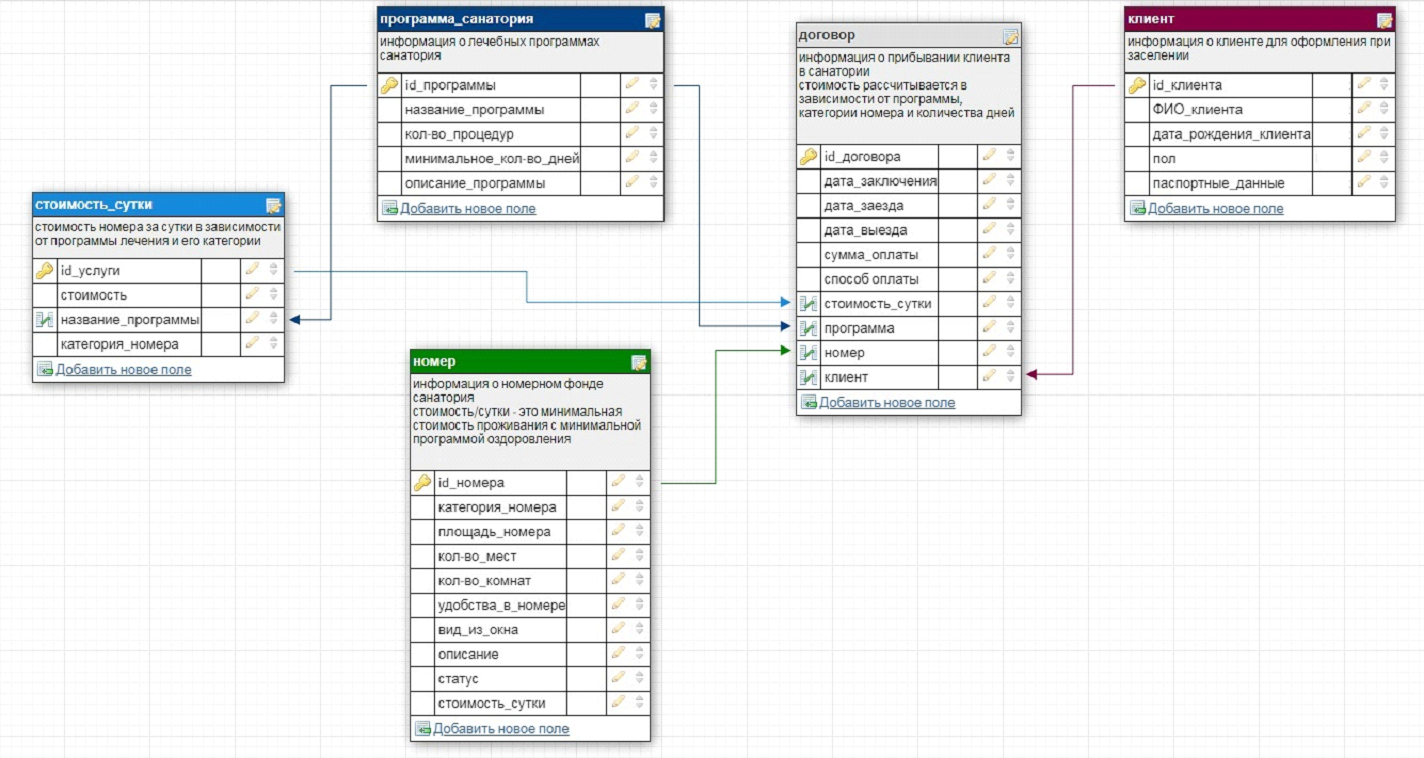 программа_санатория
информация о лечебных программах
санатория
id_программы
название_программы
кол-во_процедур
минимальное_кол-во_дней
описание_программы
Добавить новое поле
договор
информация о прибывании клиента
в санатории
стоимость рассчитывается в
зависимости от программы,
категории номера и количества дней
id_договора
дата_заключения
дата_заезда
дата_выезда
сумма_оплаты
способ оплаты
стоимость_сутки
программа
номер
клиент
Добавить новое поле
клиент
информация о клиенте для оформления при
заселении
id_клиента
ФИО_клиента
дата_рождения_клиента
пол
паспортные_данные
Добавить новое поле
стоимость_сутки
стоимость номера за сутки в зависимости
от программы лечения и его категории
id_услуги
стоимость
название_программы
категория_номера
Добавить новое поле
номер
информация о номерном фонде
санатория
стоимость/сутки - это минимальная
стоимость проживания с минимальной
программой оздоровления
id_номера
категория_номера
площадь_номера
кол-во_мест
кол-во_комнат
удобства_в_номере
вид_из_окна
описание
статус
стоимость_сутки
Добавить новое поле